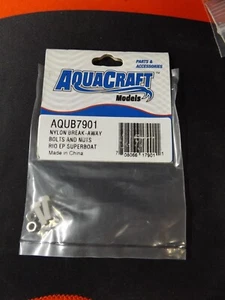 PARTS &
ACCESSORIES
AQUACRAFT
Models
AQUB7901
NYLON BREAK-AWAY
BOLTS AND NUTS
RIO EP SUPERBOAT
Made in China